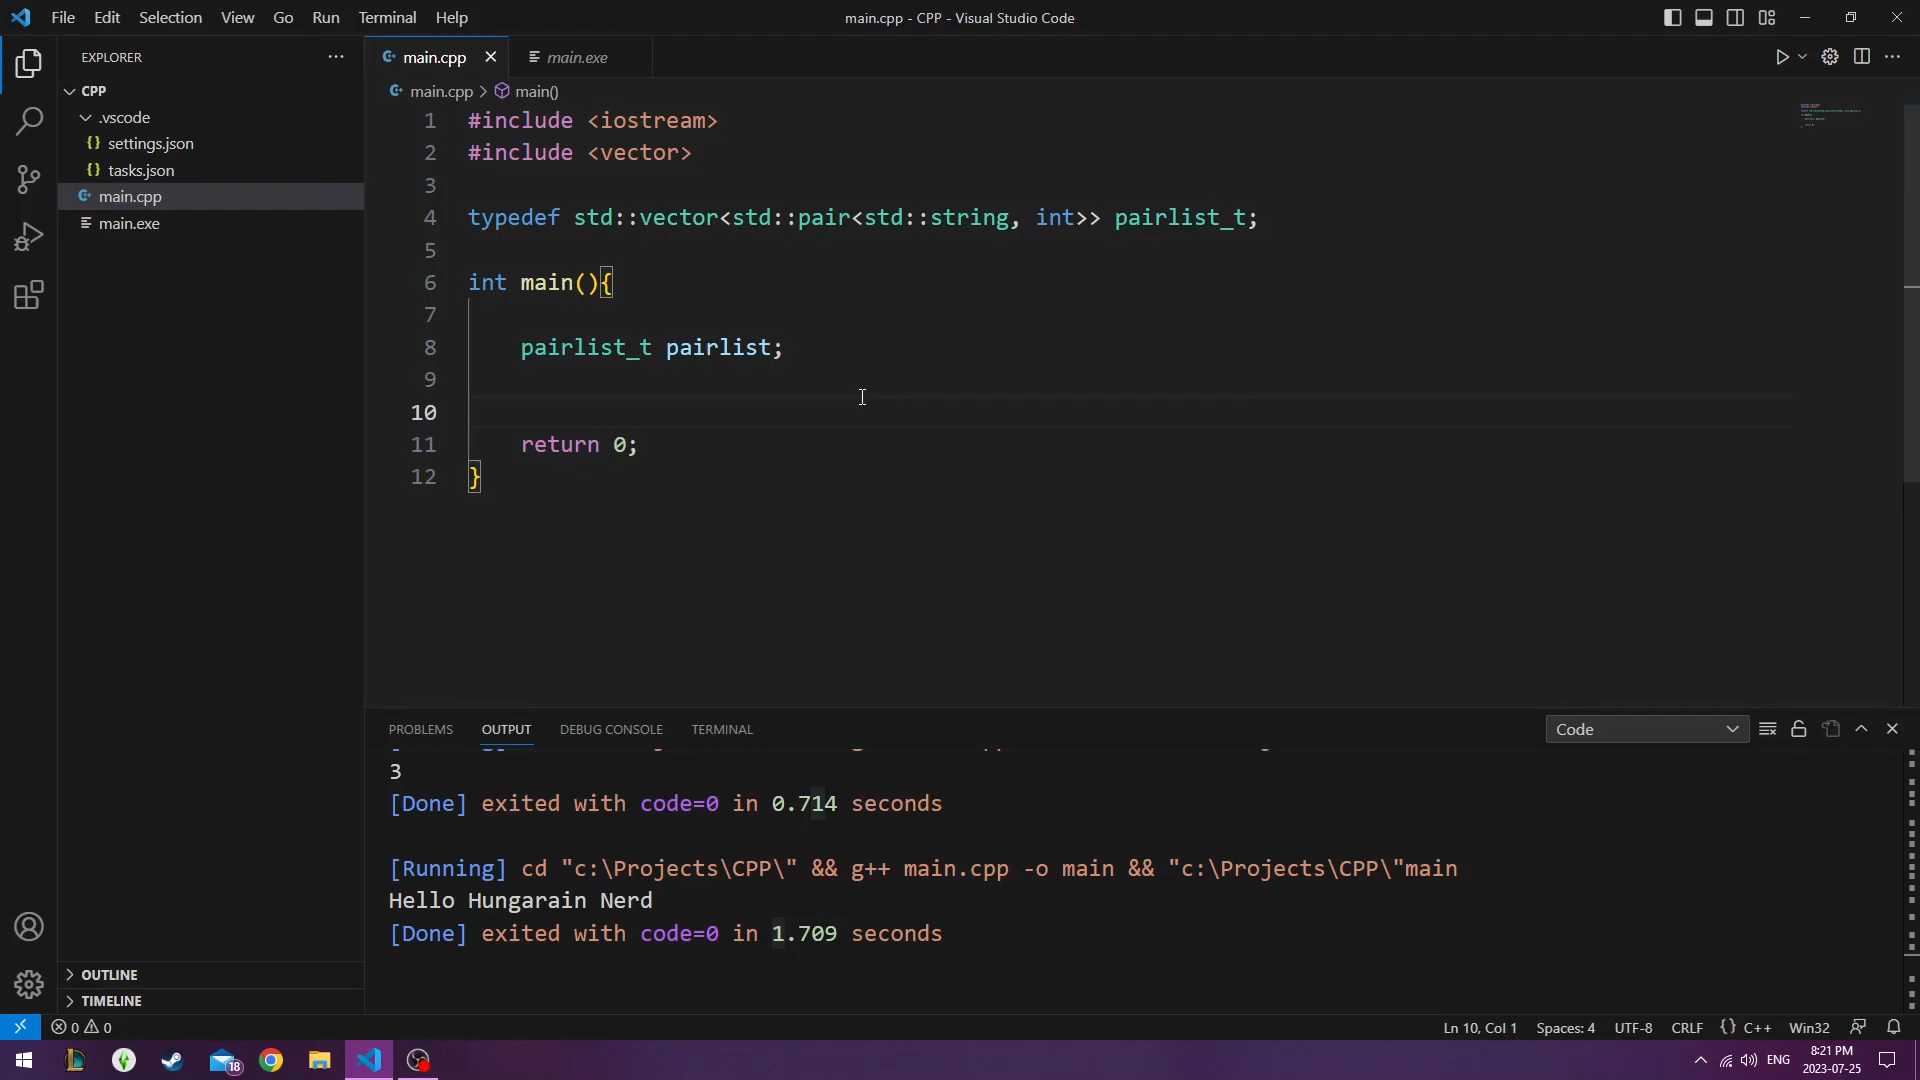 File Edit Selection View Go Run Terminal Help
main.cpp - CPP - Visual Studio Code
EXPLORER
CPP
.vscode
{} settings.json
{} tasks.json
main.cpp
main.exe
OUTLINE
TIMELINE
main.cpp
main.exe
main.cpp > main()
1 #include <iostream>
2 #include <vector>
3
4 typedef std::vector<std::pair<std::string, int>> pairlist_t;
5
6 int main(){
7
8 pairlist_t pairlist;
9
10
11 return 0;
12 }
PROBLEMS OUTPUT DEBUG CONSOLE TERMINAL
Code
3
[Done] exited with code=0 in 0.714 seconds
[Running] cd "c:\Projects\CPP\" && g++ main.cpp -o main && "c:\Projects\CPP\"main
Hello Hungarain Nerd
[Done] exited with code=0 in 1.709 seconds
0 0
Ln 10, Col 1 Spaces: 4 UTF-8 CRLF {} C++ Win32
18
ENG
8:21 PM
2023-07-25